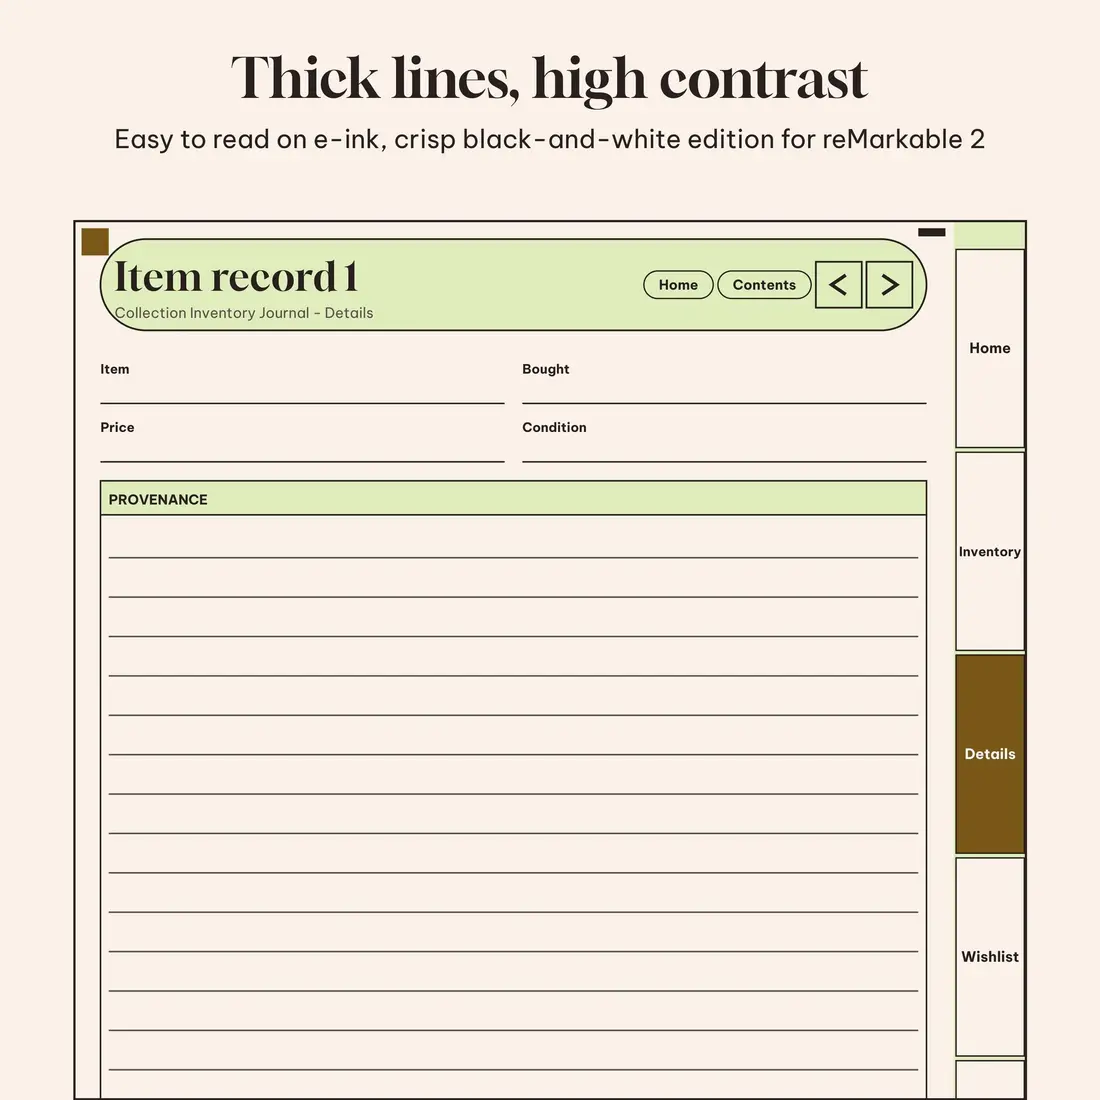 Thick lines, high contrast
Easy to read on e-ink, crisp black-and-white edition for reMarkable 2
Item record 1
Collection Inventory Journal - Details
Home
Contents
<
>
Item
Bought
Price
Condition
PROVENANCE
Home
Inventory
Details
Wishlist